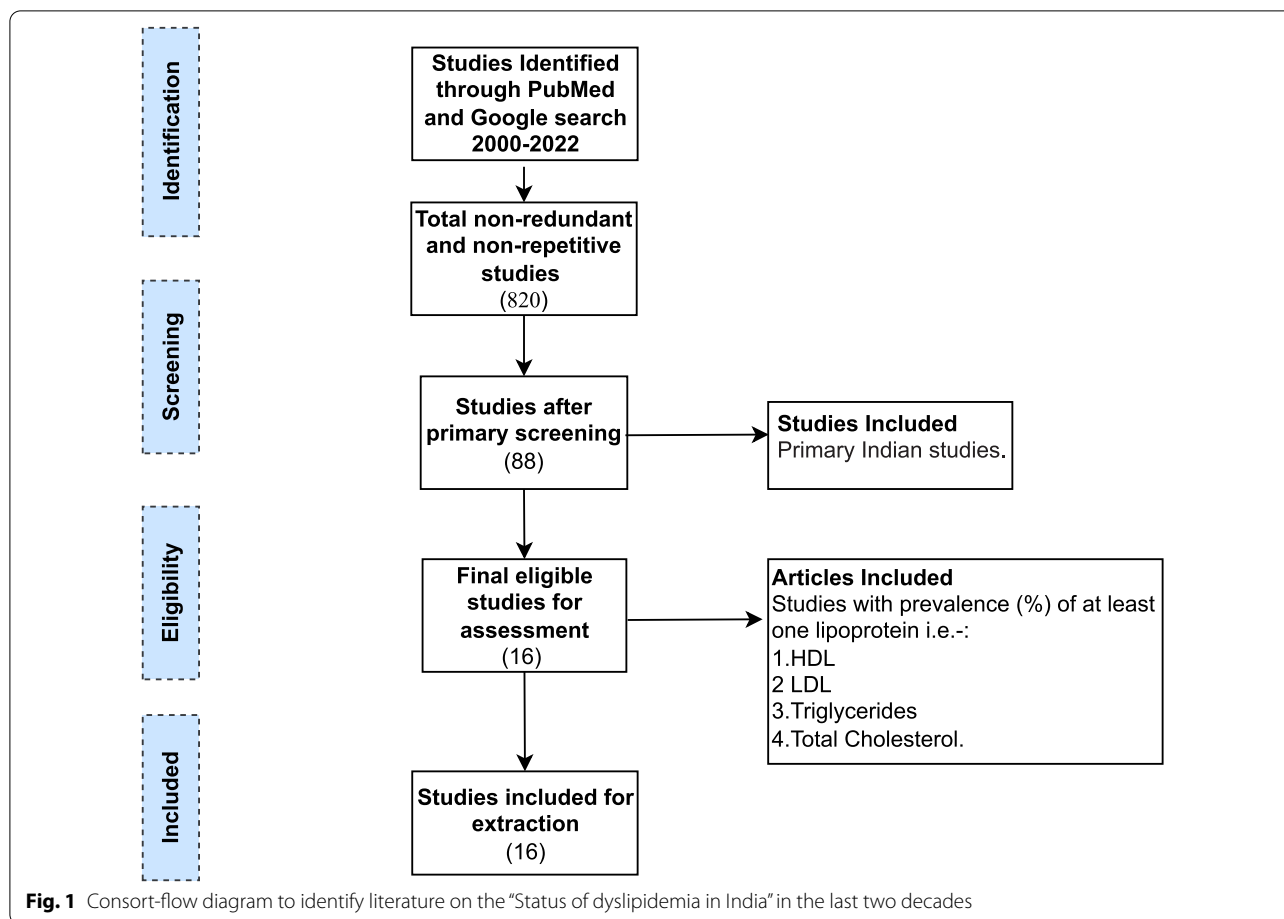 Identification
Studies Identified
through PubMed
and Google search
2000-2022
Total non-redundant
and non-repetitive
studies
(820)
Screening
Studies after
primary screening
(88)
Studies Included
Primary Indian studies.
Eligibility
Final eligible
studies for
assessment
(16)
Articles Included
Studies with prevalence (%) of at least
one lipoprotein i.e.-:
1.HDL
2 LDL
3.Triglycerides
4.Total Cholesterol.
Included
Studies included for
extraction
(16)
Fig. 1 Consort-flow diagram to identify literature on the “Status of dyslipidemia in India” in the last two decades